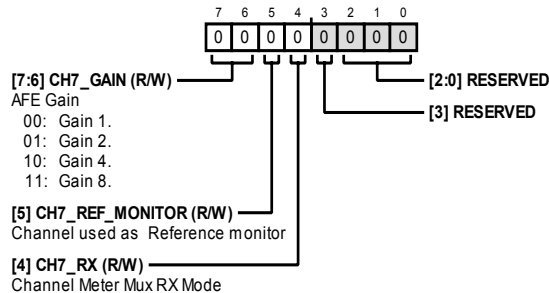 7 6 5 4 3 2 1 0
0 0 0 0 0 0 0 0
[7:6] CH7_GAIN (R/W)
AFE Gain
00: Gain 1.
01: Gain 2.
10: Gain 4.
11: Gain 8.
[5] CH7_REF_MONITOR (R/W)
Channel used as Reference monitor
[4] CH7_RX (R/W)
Channel Meter Mux RX Mode
[2:0] RESERVED
[3] RESERVED